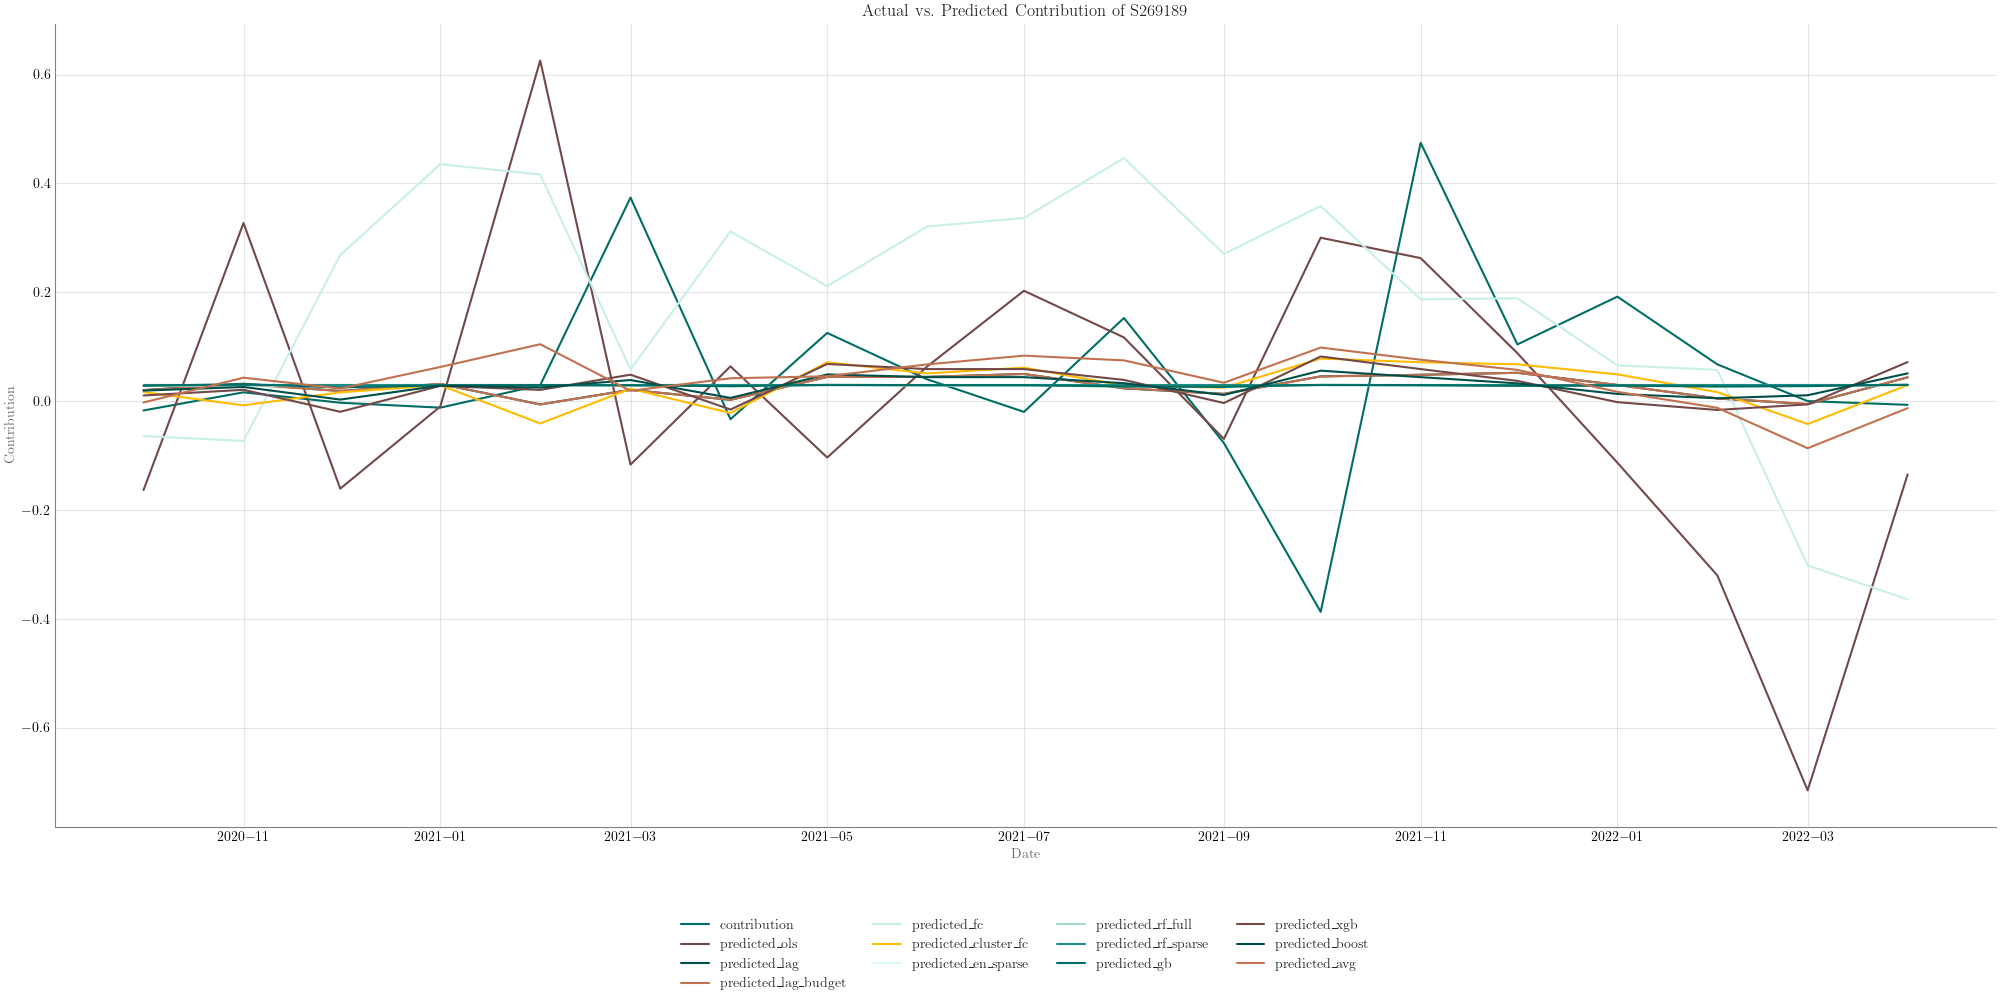 Actual vs. Predicted Contribution of S269189
Contribution
0.6
0.4
0.2
0.0
−0.2
−0.4
−0.6
2020−11 2021−01 2021−03 2021−05 2021−07 2021−09 2021−11 2022−01 2022−03
Date
contribution predicted_fc predicted_rf_full predicted_xgb
predicted_ols predicted_cluster_fc predicted_rf_sparse predicted_boost
predicted_lag predicted_en_sparse predicted_gb predicted_avg
predicted_lag_budget